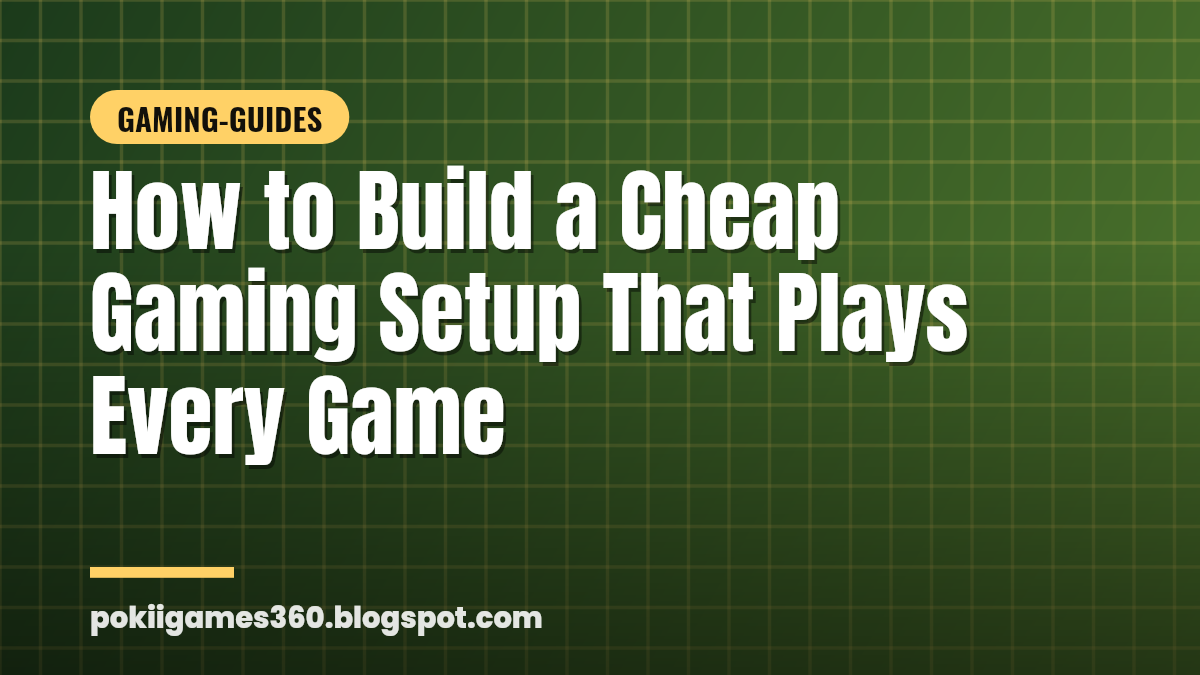 GAMING-GUIDES
How to Build a Cheap
Gaming Setup That Plays
Every Game
pokiigames360.blogspot.com